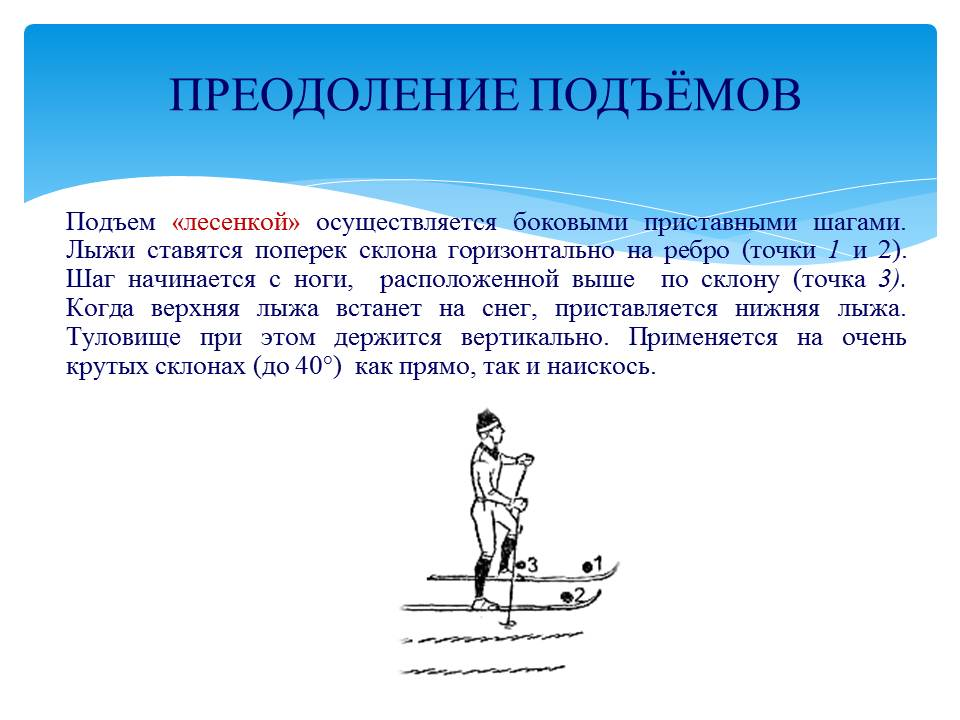 ПРЕОДОЛЕНИЕ ПОДЪЁМОВ
Подъем «лесенкой» осуществляется боковыми приставными шагами.
Лыжи ставятся поперек склона горизонтально на ребро (точки 1 и 2).
Шаг начинается с ноги, расположенной выше по склону (точка 3).
Когда верхняя лыжа встанет на снег, приставляется нижняя лыжа.
Туловище при этом держится вертикально. Применяется на очень
крутых склонах (до 40°) как прямо, так и наискось.
3 1
2